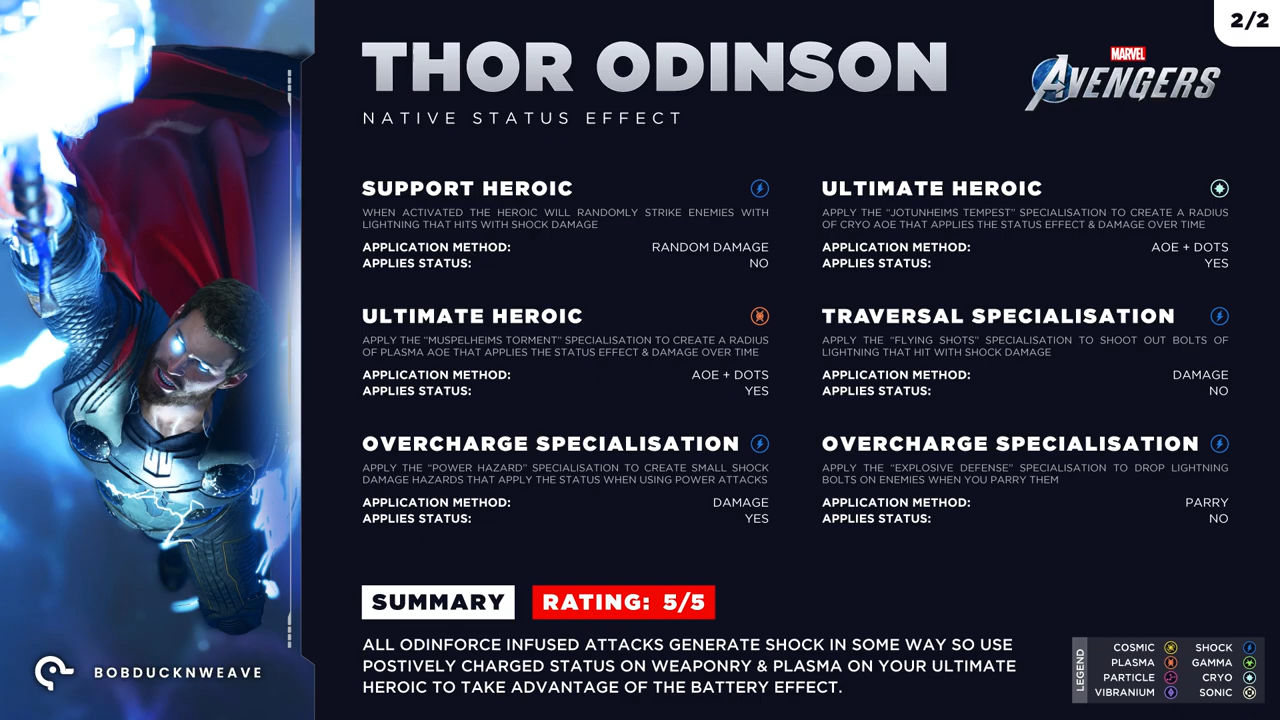 2/2
THOR ODINSON
NATIVE STATUS EFFECT
MARVEL
AVENGERS
SUPPORT HEROIC
WHEN ACTIVATED THE HEROIC WILL RANDOMLY STRIKE ENEMIES WITH
LIGHTNING THAT HITS WITH SHOCK DAMAGE
APPLICATION METHOD: RANDOM DAMAGE
APPLIES STATUS: NO
ULTIMATE HEROIC
APPLY THE “JOTUNHEIMS TEMPEST” SPECIALISATION TO CREATE A RADIUS
OF CRYO AOE THAT APPLIES THE STATUS EFFECT & DAMAGE OVER TIME
APPLICATION METHOD: AOE + DOTS
APPLIES STATUS: YES
ULTIMATE HEROIC
APPLY THE “MUSPELHEIMS TORMENT” SPECIALISATION TO CREATE A RADIUS
OF PLASMA AOE THAT APPLIES THE STATUS EFFECT & DAMAGE OVER TIME
APPLICATION METHOD: AOE + DOTS
APPLIES STATUS: YES
TRAVERSAL SPECIALISATION
APPLY THE “FLYING SHOTS” SPECIALISATION TO SHOOT OUT BOLTS OF
LIGHTNING THAT HIT WITH SHOCK DAMAGE
APPLICATION METHOD: DAMAGE
APPLIES STATUS: NO
OVERCHARGE SPECIALISATION
APPLY THE “POWER HAZARD” SPECIALISATION TO CREATE SMALL SHOCK
DAMAGE HAZARDS THAT APPLY THE STATUS WHEN USING POWER ATTACKS
APPLICATION METHOD: DAMAGE
APPLIES STATUS: YES
OVERCHARGE SPECIALISATION
APPLY THE “EXPLOSIVE DEFENSE” SPECIALISATION TO DROP LIGHTNING
BOLTS ON ENEMIES WHEN YOU PARRY THEM
APPLICATION METHOD: PARRY
APPLIES STATUS: NO
SUMMARY RATING: 5/5
ALL ODINFORCE INFUSED ATTACKS GENERATE SHOCK IN SOME WAY SO USE
POSTIVELY CHARGED STATUS ON WEAPONRY & PLASMA ON YOUR ULTIMATE
HEROIC TO TAKE ADVANTAGE OF THE BATTERY EFFECT.
BOBDUCKNWEAVE
LEGEND
COSMIC SHOCK
PLASMA GAMMA
PARTICLE CRYO
VIBRANIUM SONIC